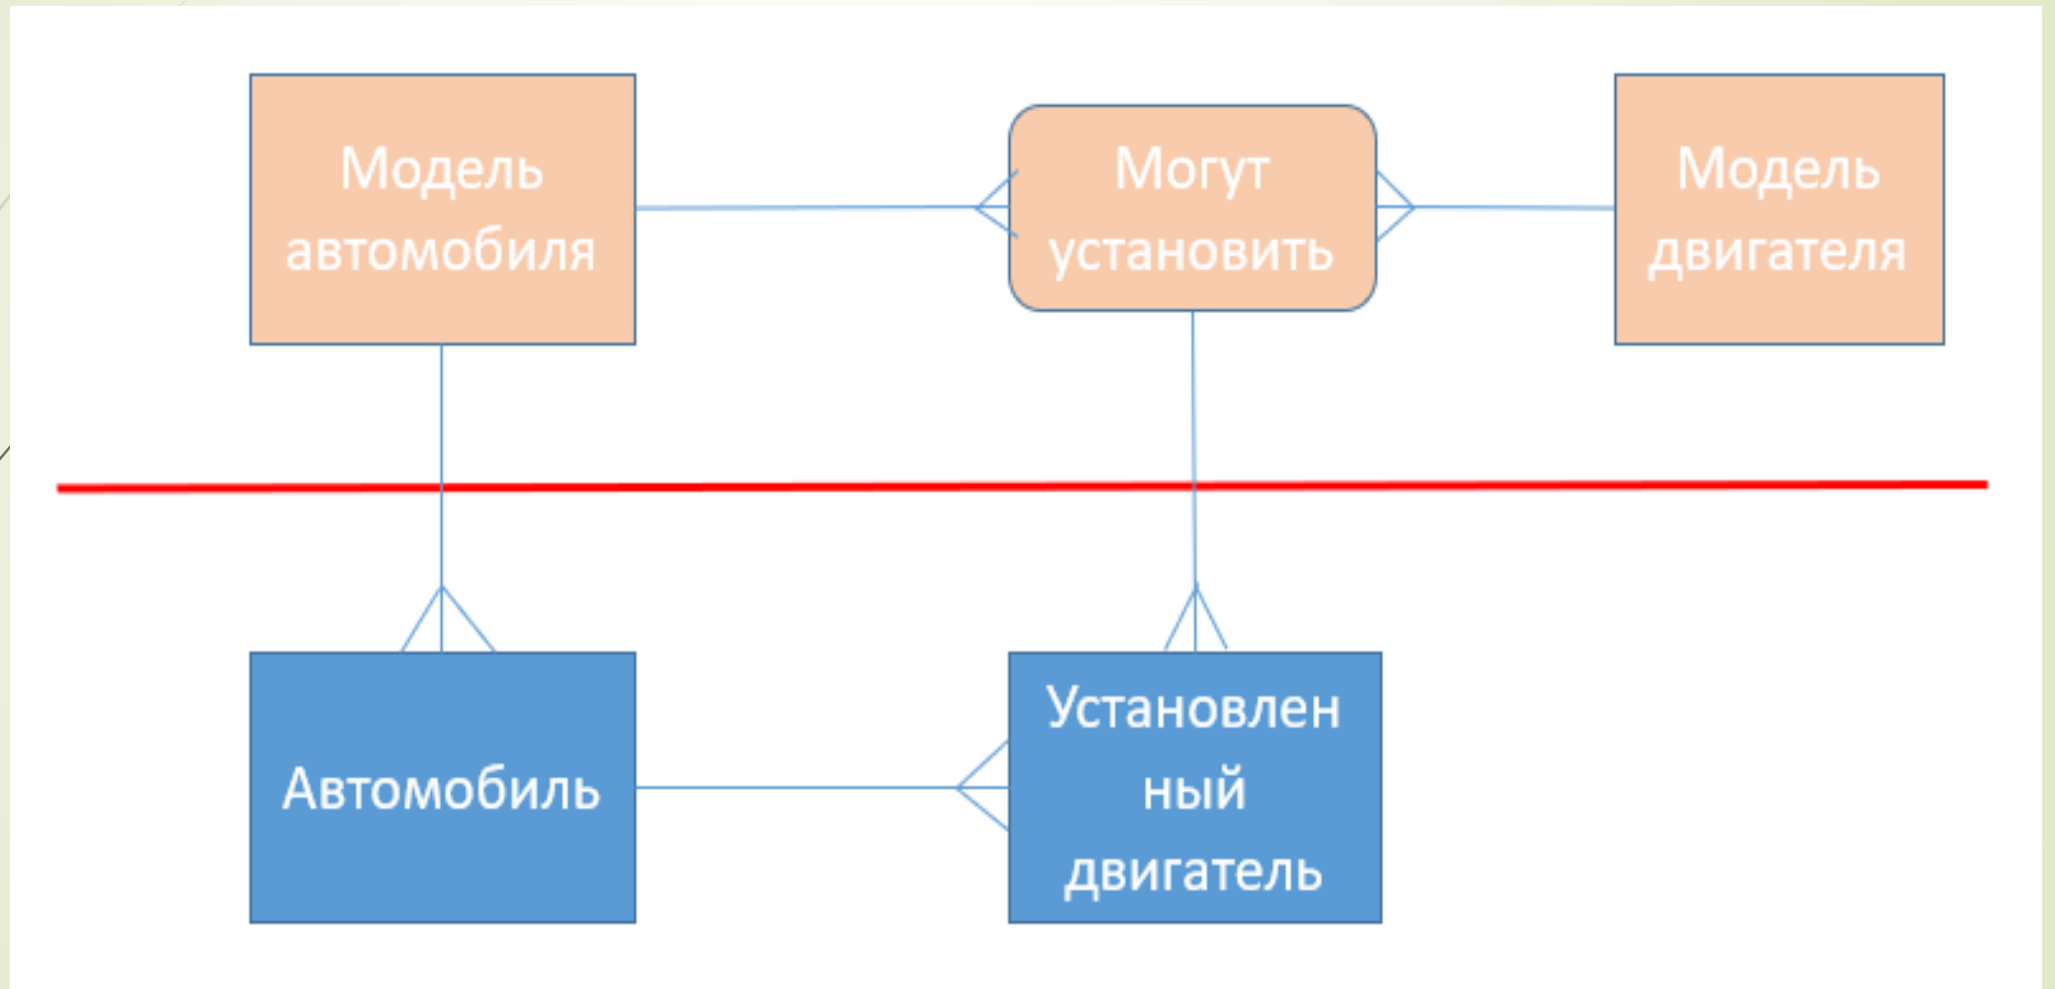 Модель
автомобиля
Могут
установить
Модель
двигателя
Автомобиль
Установлен
ный
двигатель